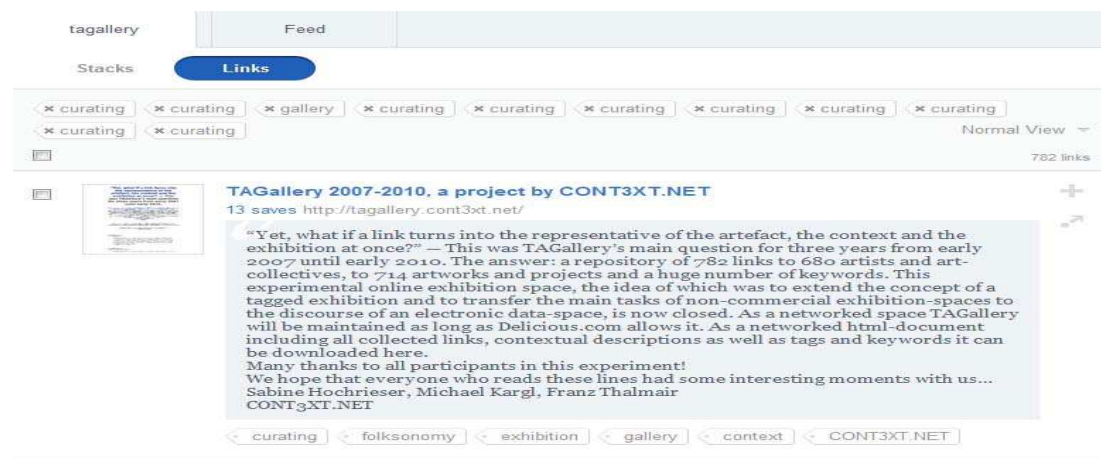 tagallery Feed
Stacks Links
× curating × curating × gallery × curating × curating × curating × curating × curating × curating
× curating × curating Normal View
782 links
TAGallery 2007-2010, a project by CONT3XT.NET
13 saves http://tagallery.cont3xt.net/
“Yet, what if a link turns into the representative of the artefact, the context and the
exhibition at once?” — This was TAGallery's main question for three years from early
2007 until early 2010. The answer: a repository of 782 links to 680 artists and art-
collectives, to 714 artworks and projects and a huge number of keywords. This
experimental online exhibition space, the idea of which was to extend the concept of a
tagged exhibition and to transfer the main tasks of non-commercial exhibition-spaces to
the discourse of an electronic data-space, is now closed. As a networked space TAGallery
will be maintained as long as Delicious.com allows it. As a networked html-document
including all collected links, contextual descriptions as well as tags and keywords it can
be downloaded here.
Many thanks to all participants in this experiment!
We hope that everyone who reads these lines had some interesting moments with us...
Sabine Hochrieser, Michael Kargl, Franz Thalmair
CONT3XT.NET
curating folksonomy exhibition gallery context CONT3XT.NET